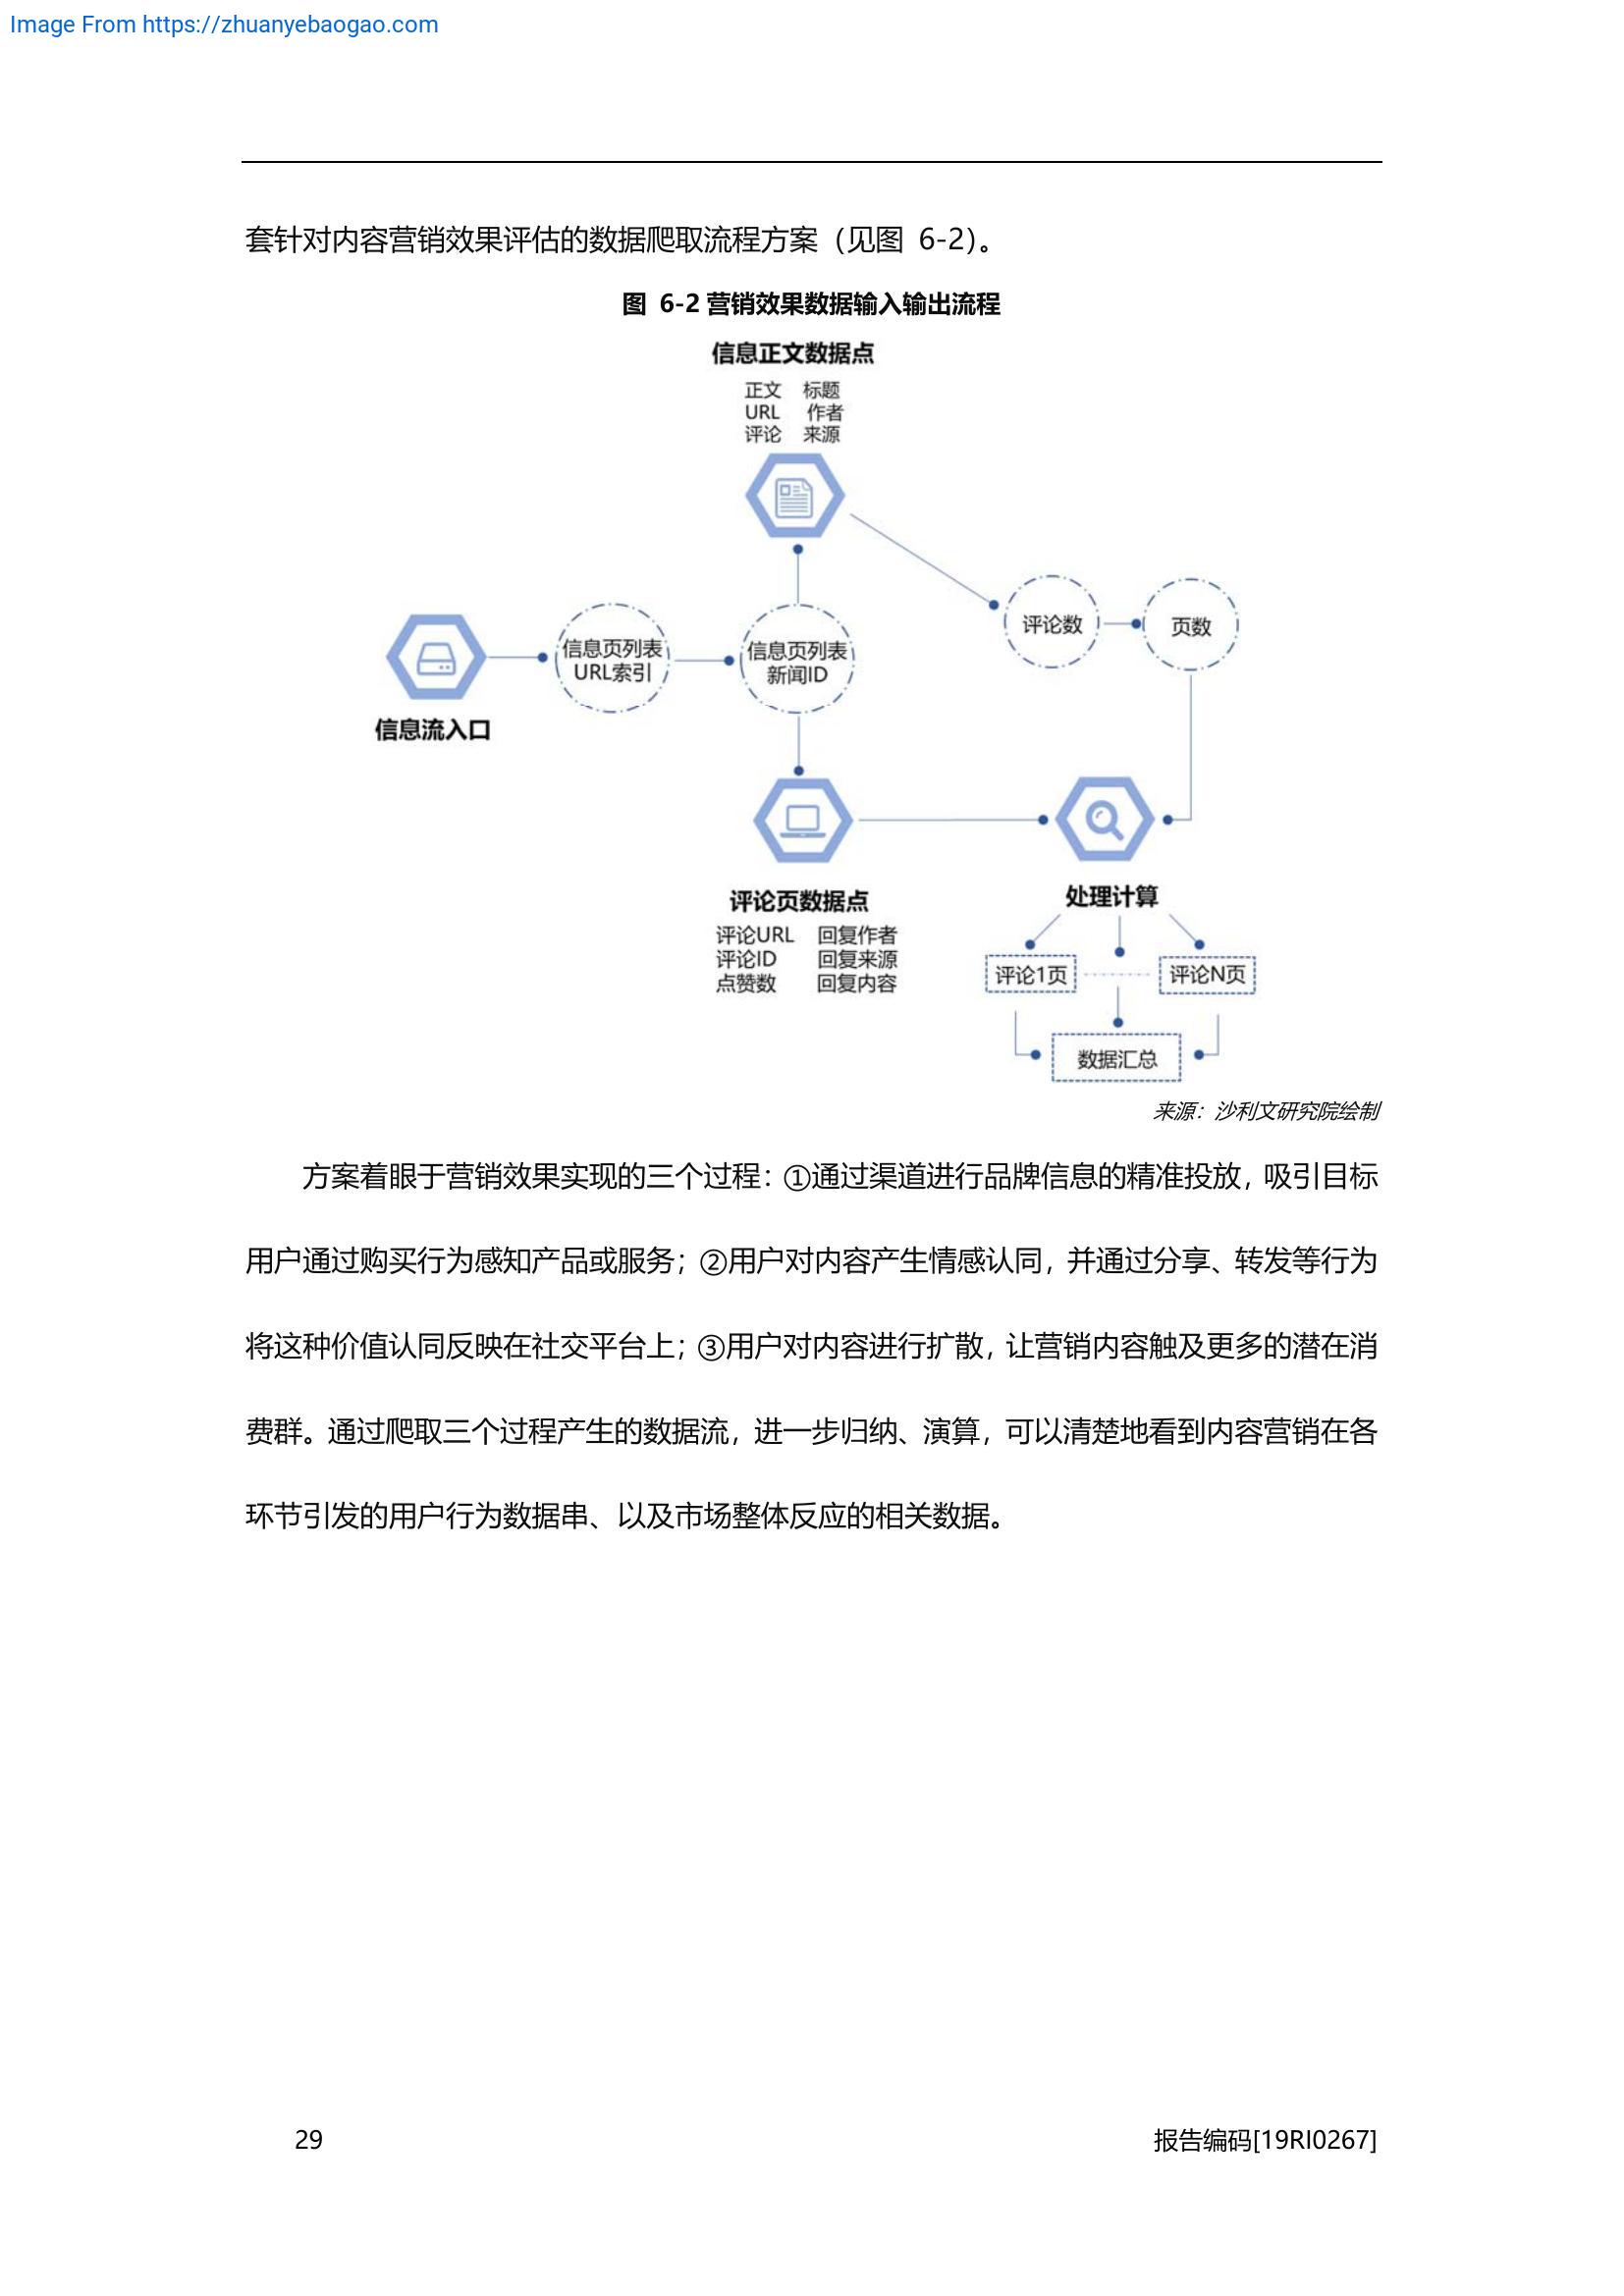 Image From https://zhuanyebaogao.com
套针对内容营销效果评估的数据爬取流程方案（见图 6-2）。
图 6-2 营销效果数据输入输出流程
信息正文数据点
正文 标题
URL 作者
评论 来源
评论数
页数
信息页列表
URL索引
信息页列表
新闻ID
信息流入口
评论页数据点
评论URL 回复作者
评论ID 回复来源
点赞数 回复内容
处理计算
评论1页
评论N页
数据汇总
来源：沙利文研究院绘制
方案着眼于营销效果实现的三个过程：①通过渠道进行品牌信息的精准投放，吸引目标
用户通过购买行为感知产品或服务；②用户对内容产生情感认同，并通过分享、转发等行为
将这种价值认同反映在社交平台上；③用户对内容进行扩散，让营销内容触及更多的潜在消
费群。通过爬取三个过程产生的数据流，进一步归纳、演算，可以清楚地看到内容营销在各
环节引发的用户行为数据串、以及市场整体反应的相关数据。
29
报告编码[19RI0267]